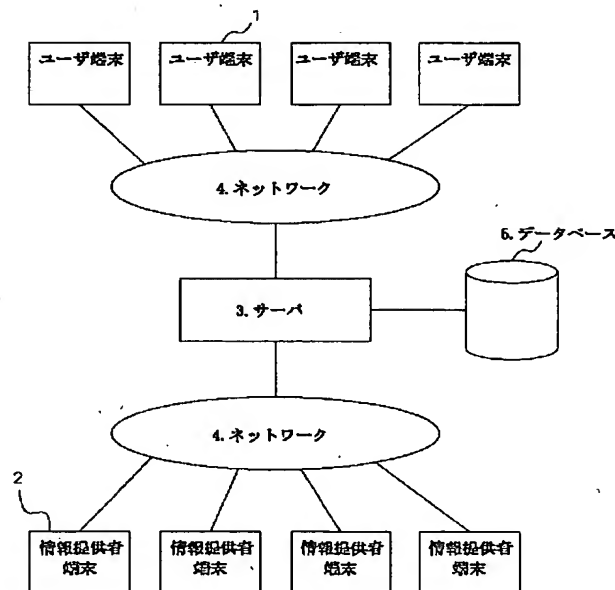 1
ユーザ端末
ユーザ端末
ユーザ端末
ユーザ端末
4.ネットワーク
5.データベース
3.サーバ
4.ネットワーク
2
情報提供者
端末
情報提供者
端末
情報提供者
端末
情報提供者
端末